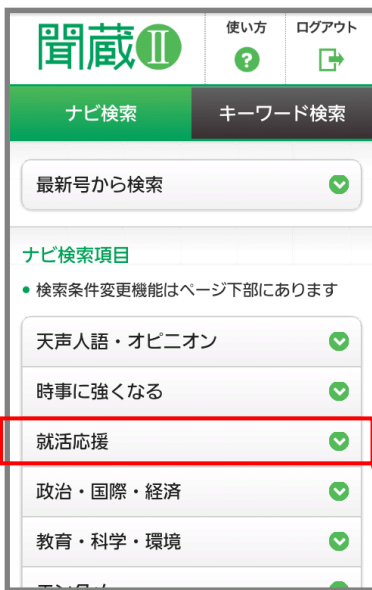 聞蔵Ⅱ
使い方
ログアウト
ナビ検索
キーワード検索
最新号から検索
ナビ検索項目
• 検索条件変更機能はページ下部にあります
天声人語・オピニオン
時事に強くなる
就活応援
政治・国際・経済
教育・科学・環境